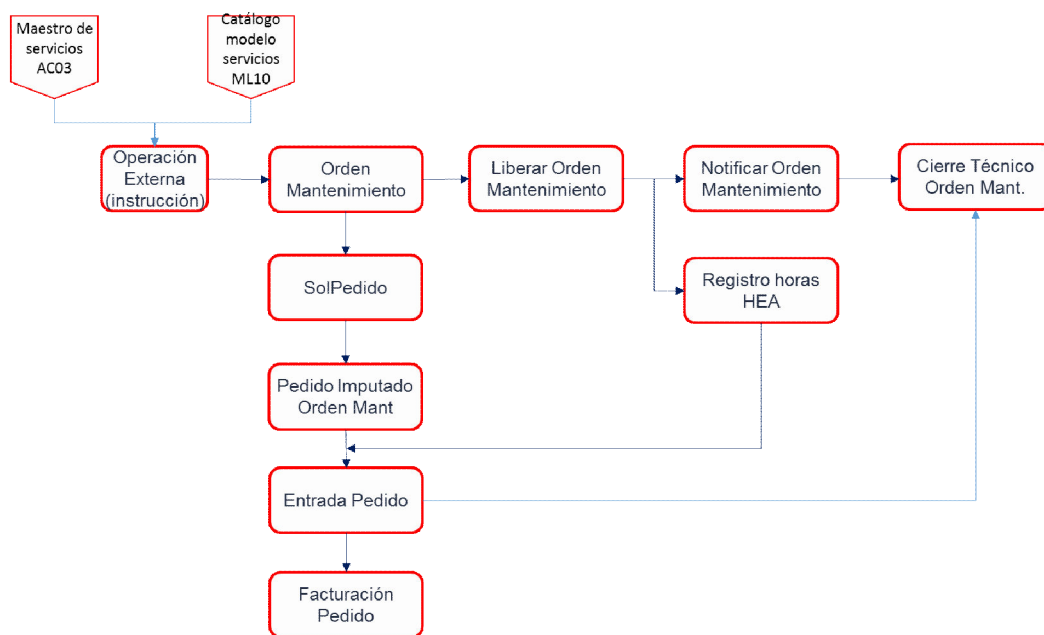 Maestro de
servicios
AC03
Catálogo
modelo
servicios
ML10
Operación
Externa
(instrucción)
Orden
Mantenimiento
Liberar Orden
Mantenimiento
Notificar Orden
Mantenimiento
Cierre Técnico
Orden Mant.
SolPedido
Registro horas
HEA
Pedido Imputado
Orden Mant
Entrada Pedido
Facturación
Pedido